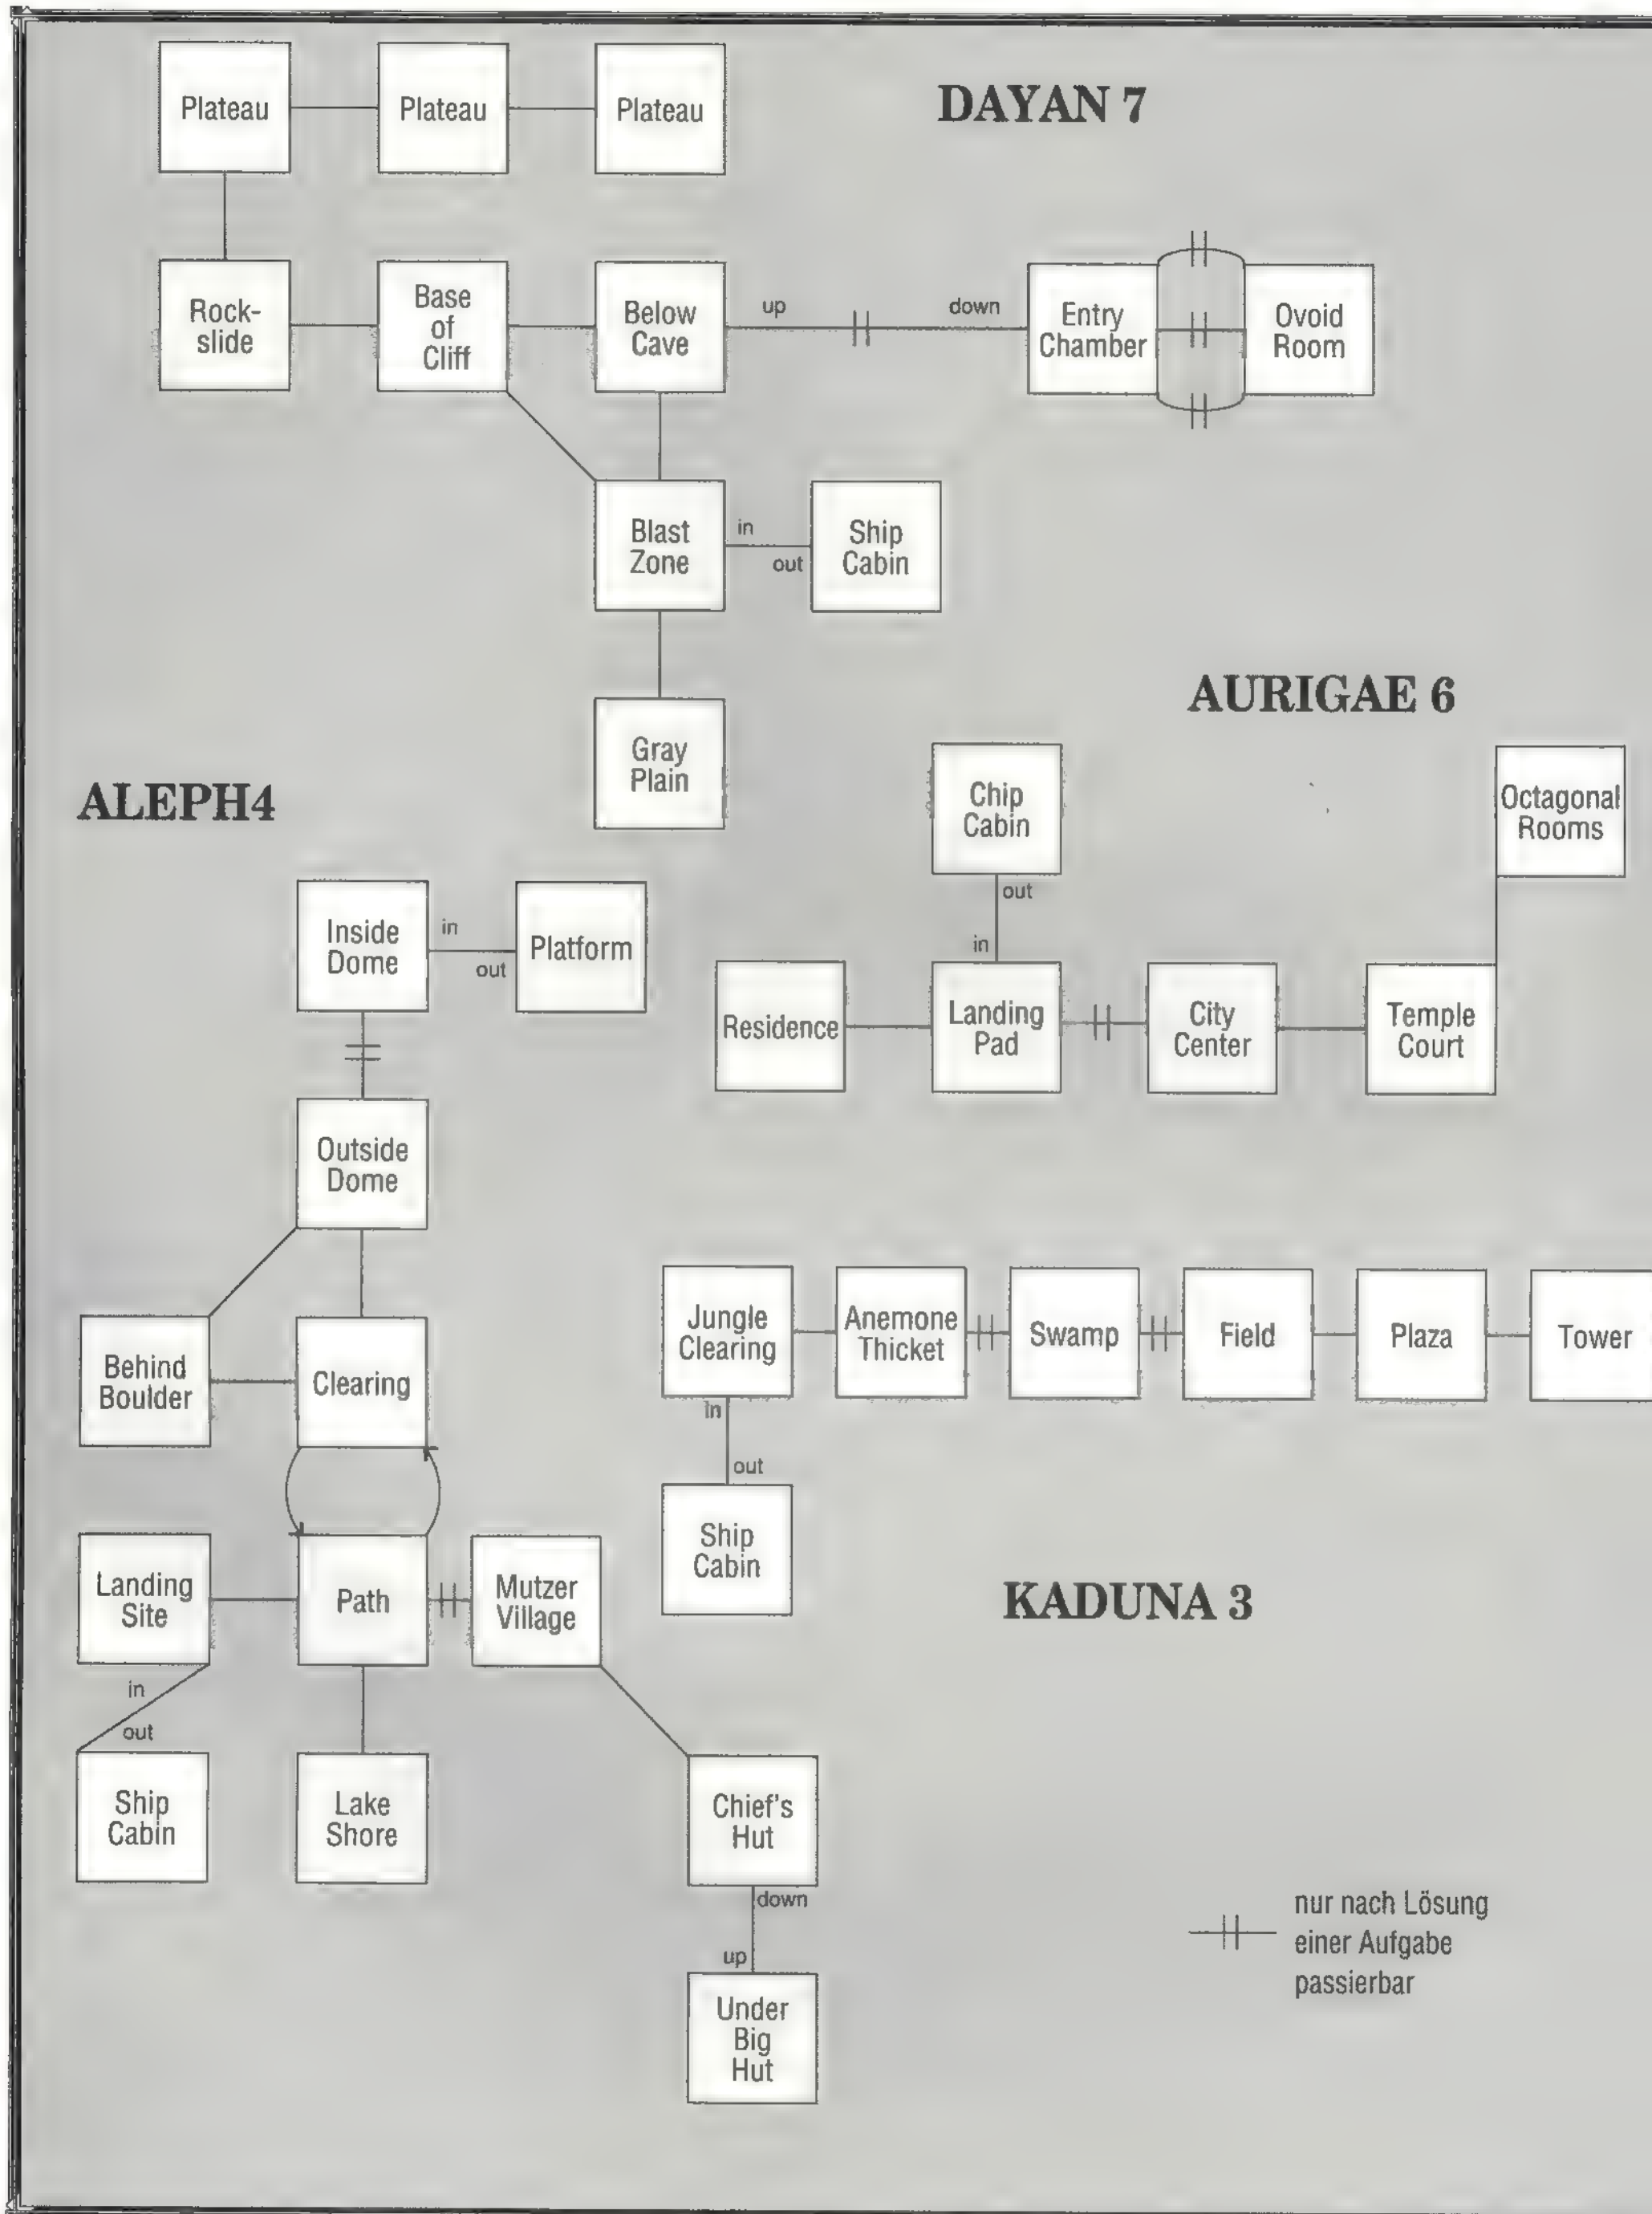 DAYAN 7
Plateau
Plateau
Plateau
Rock-
slide
Base
of
Cliff
Below
Cave
up
down
Entry
Chamber
Ovoid
Room
Blast
Zone
in
out
Ship
Cabin
Gray
Plain
AURIGAE 6
Chip
Cabin
out
in
Octagonal
Rooms
Residence
Landing
Pad
City
Center
Temple
Court
ALEPH4
Inside
Dome
in
out
Platform
Outside
Dome
Behind
Boulder
Clearing
Landing
Site
Path
Mutzer
Village
in
out
Ship
Cabin
Lake
Shore
Chief's
Hut
down
up
Under
Big
Hut
Jungle
Clearing
Anemone
Thicket
Swamp
Field
Plaza
Tower
in
out
Ship
Cabin
KADUNA 3
nur nach Lösung
einer Aufgabe
passierbar